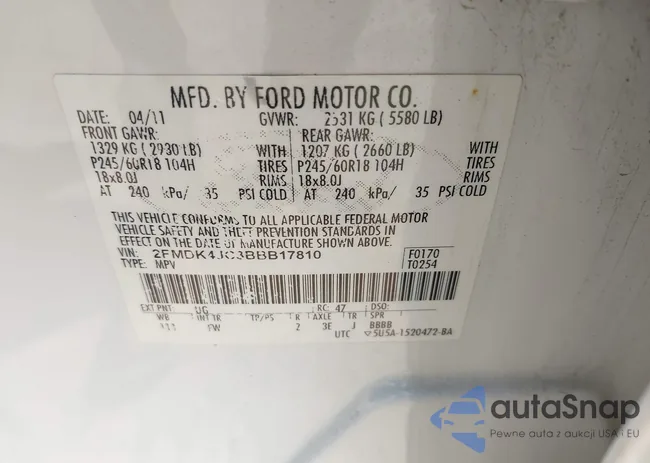 MFD. BY FORD MOTOR CO.
DATE: 04/11 GVWR: 2531 KG ( 5580 LB)
FRONT GAWR: REAR GAWR:
1329 KG ( 2930 LB) WITH 1207 KG ( 2660 LB) WITH
P245/60R18 104H TIRES P245/60R18 104H TIRES
18x8.0J RIMS 18x8.0J RIMS
AT 240 kPa/ 35 PSI COLD AT 240 kPa/ 35 PSI COLD
THIS VEHICLE CONFORMS TO ALL APPLICABLE FEDERAL MOTOR
VEHICLE SAFETY AND THEFT PREVENTION STANDARDS IN
EFFECT ON THE DATE OF MANUFACTURE SHOWN ABOVE.
VIN: 2FMDK4JC3BBB17810 F0170
TYPE: MPV T0254
EXT PNT: UG RC: 47 DSO:
WB INT TR TP/PS R AXLE TR SPR
FW 2 3E J BBBB
UTC 5U5A-1520472-BA
autaSnap
Pewne auta z aukcji USA i EU